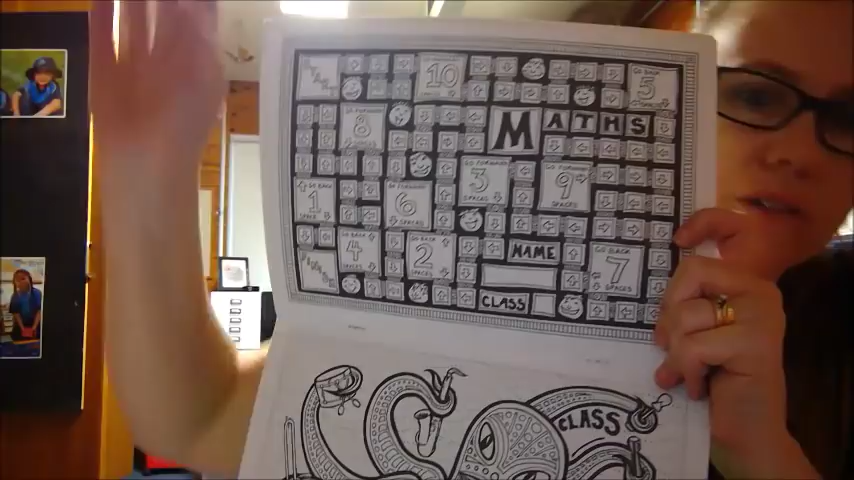 START
10
GO BACK
5
SPACES
GO FORWARD
8
SPACES
MATHS
GO BACK
1
SPACE
GO FORWARD
6
SPACES
GO FORWARD
3
SPACES
GO FORWARD
9
SPACES
GO BACK
4
SPACES
GO BACK
2
SPACES
NAME
GO BACK
7
SPACES
FINISH
CLASS
CLASS